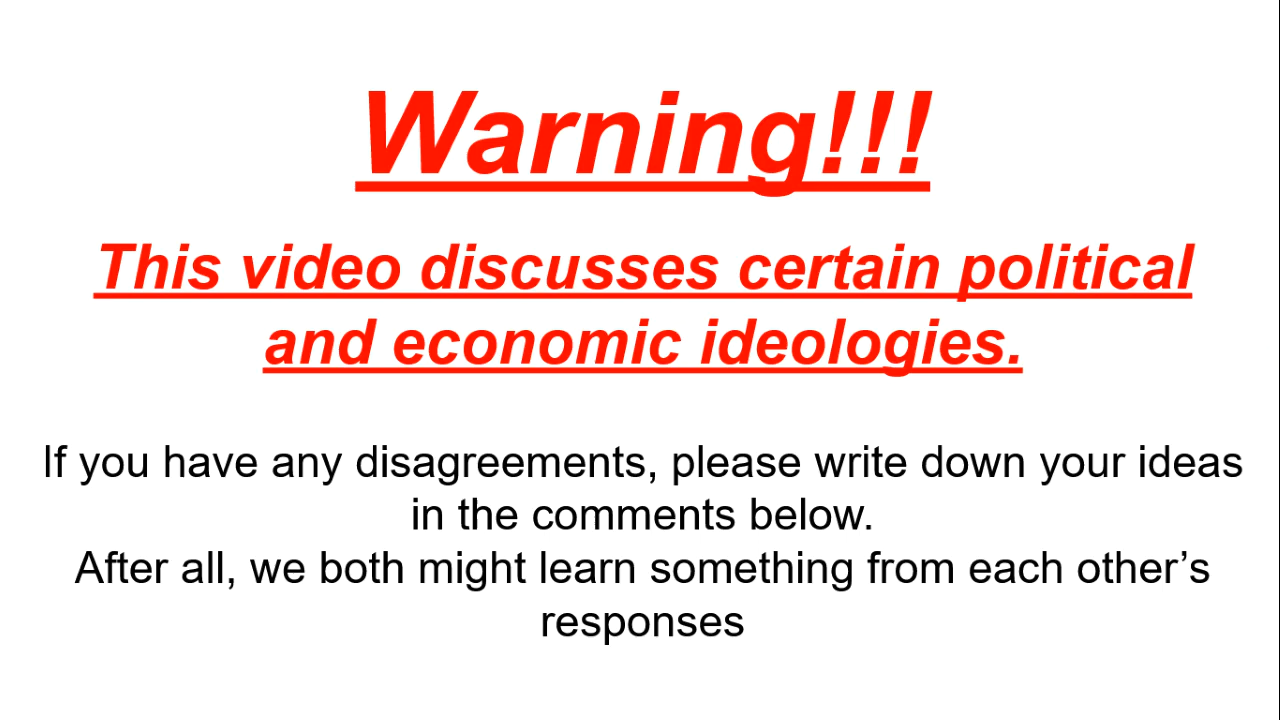 Warning!!!
This video discusses certain political
and economic ideologies.
If you have any disagreements, please write down your ideas
in the comments below.
After all, we both might learn something from each other’s
responses